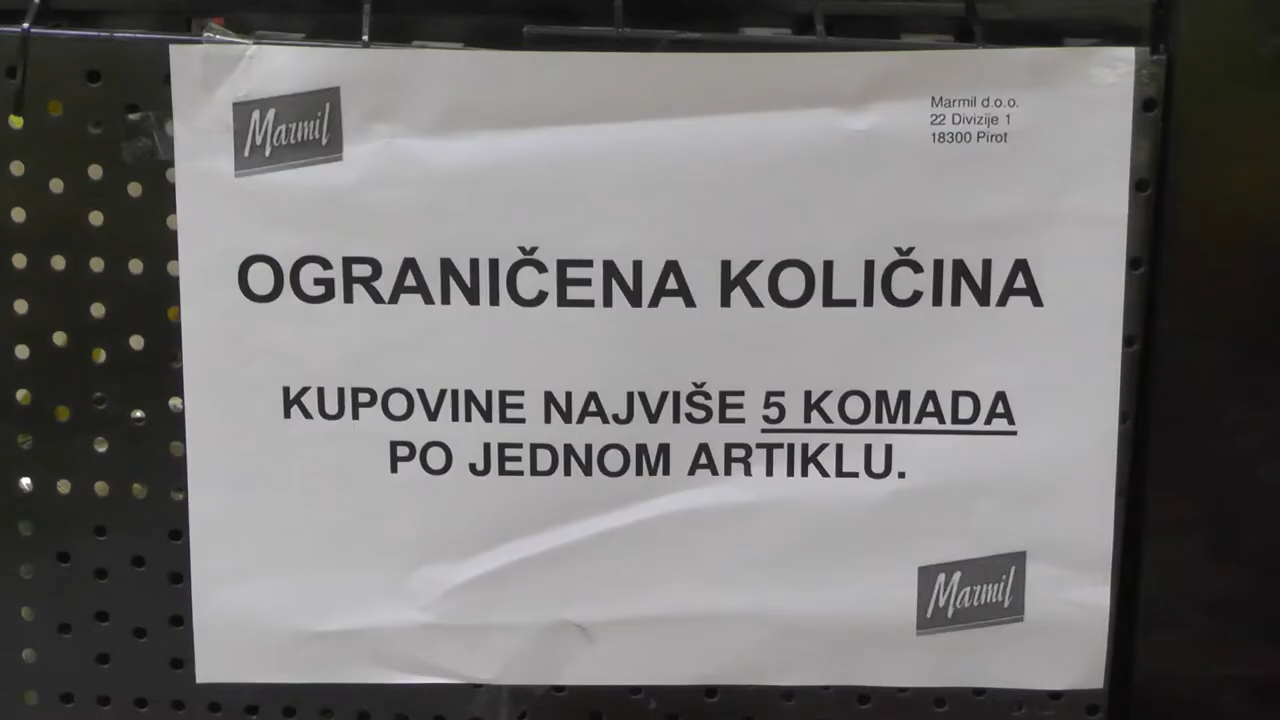 Marmil
Marmil d.o.o.
22 Divizije 1
18300 Pirot
OGRANIČENA KOLIČINA
KUPOVINE NAJVIŠE 5 KOMADA
PO JEDNOM ARTIKLU.
Marmil